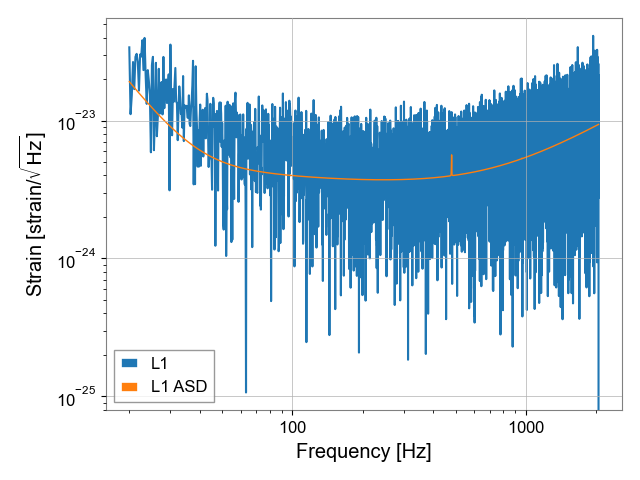 Strain [strain/√Hz]
10⁻²³
10⁻²⁴
10⁻²⁵
L1
L1 ASD
100
1000
Frequency [Hz]